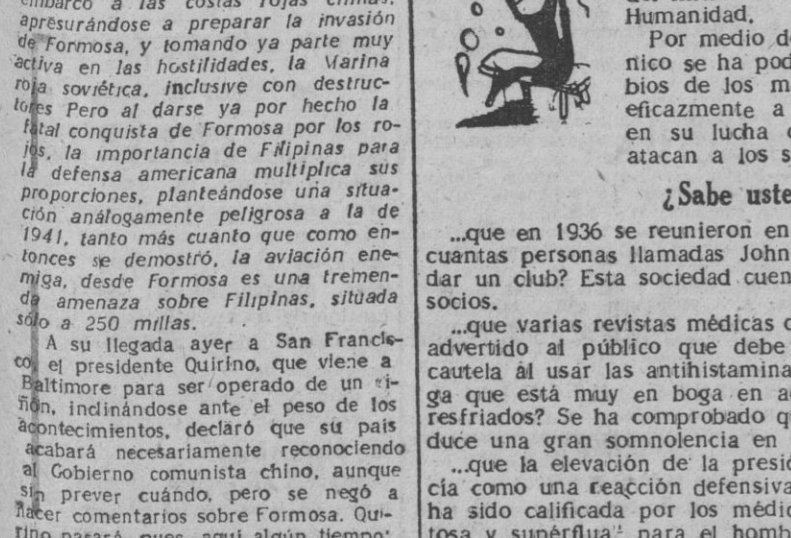 embarco a las costas rojas chinas.
apresurándose a preparar la invasión
de Formosa, y tomando ya parte muy
activa en las hostilidades, la Marina
roja soviética, inclusive con destruc-
tores Pero al darse ya por hecho la
fatal conquista de Formosa por los ro-
jos, la importancia de Filipinas para
la defensa americana multiplica sus
proporciones, planteándose una situa-
ción análogamente peligrosa a la de
1941, tanto más cuanto que como en-
tonces se demostró, la aviación ene-
miga, desde Formosa es una tremen-
da amenaza sobre Filipinas, situada
sólo a 250 millas.
A su llegada ayer a San Francis-
co, el presidente Quirino, que viene a
Baltimore para ser operado de un ri-
ñón, inclinándose ante el peso de los
acontecimientos, declaró que su país
acabará necesariamente reconociendo
al Gobierno comunista chino, aunque
sin prever cuándo, pero se negó a
hacer comentarios sobre Formosa. Qui-
rino pasará, pues, aquí algún tiempo;
Humanidad.
Por medio de
nico se ha pod
bios de los m
eficazmente a
en su lucha
atacan a los s
¿Sabe uste
...que en 1936 se reunieron en
cuantas personas llamadas John
dar un club? Esta sociedad cuen
socios.
...que varias revistas médicas
advertido al público que debe
cautela al usar las antihistamina
ga que está muy en boga en
resfriados? Se ha comprobado q
duce una gran somnolencia en
...que la elevación de la presi
cía como una reacción defensiva
ha sido calificada por los médic
tosa y supérflua" para el homb